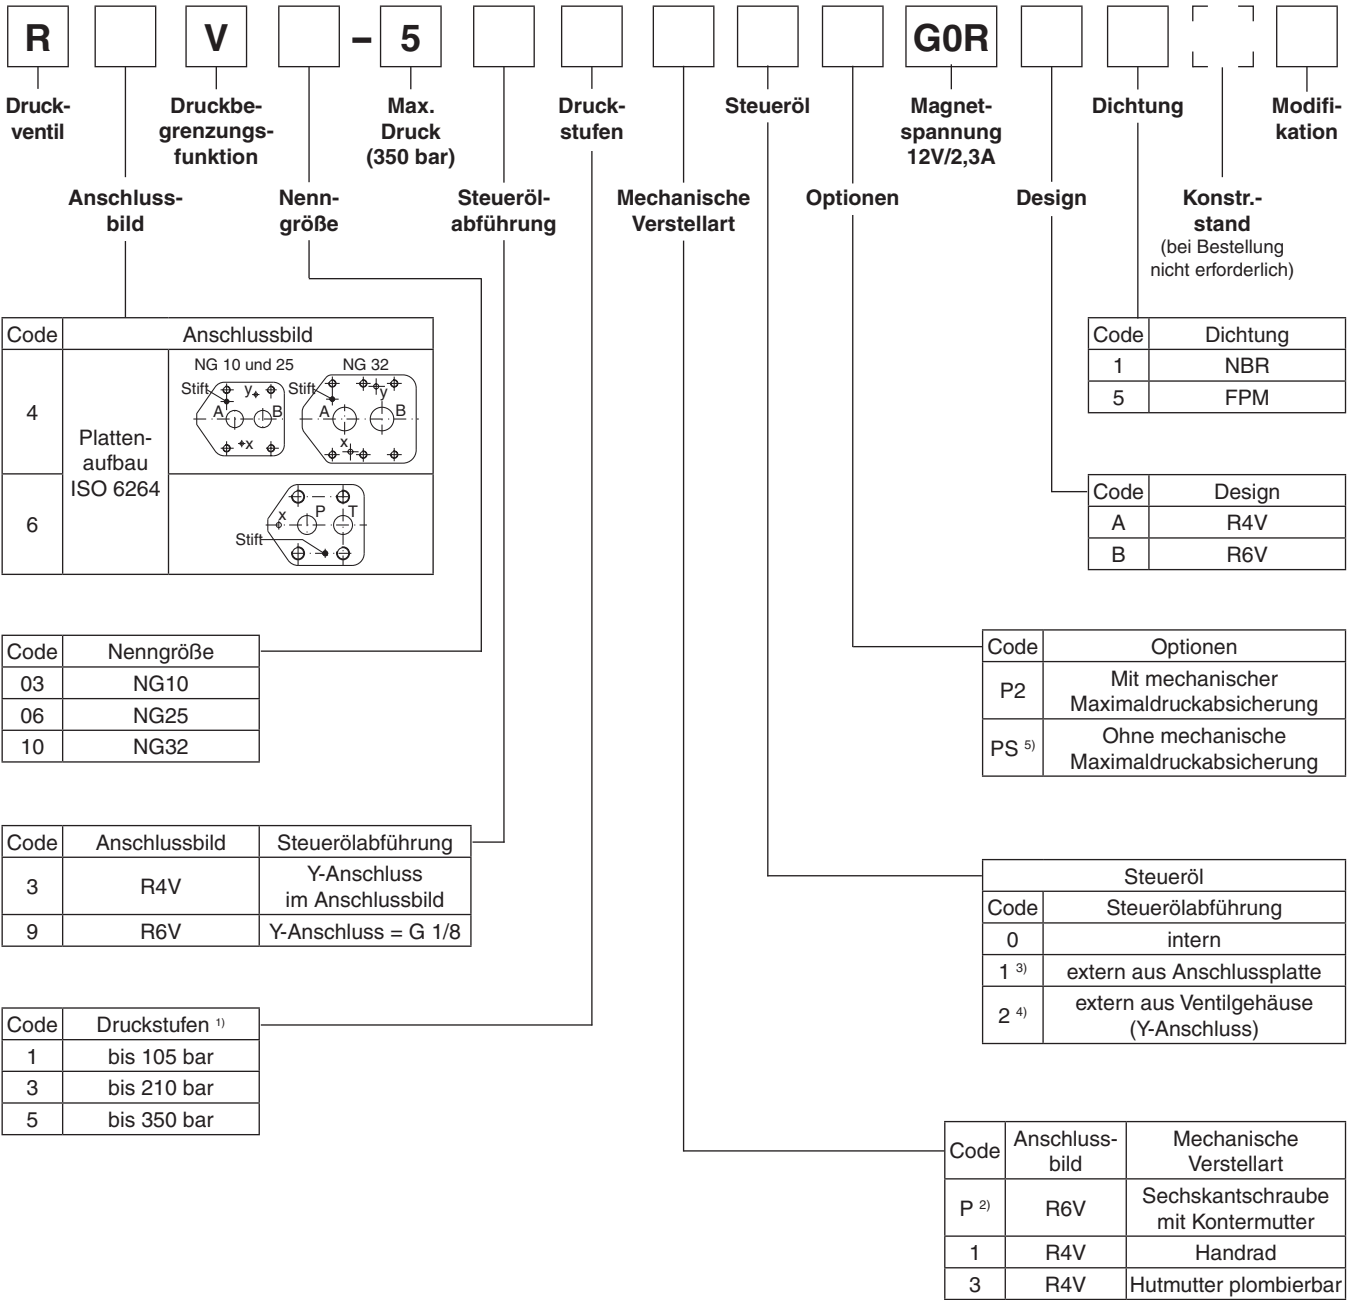 R V – 5 G0R
Druck-
ventil
Druckbe-
grenzungs-
funktion
Max.
Druck
(350 bar)
Druck-
stufen
Steueröl
Magnet-
spannung
12V/2,3A
Dichtung
Modifi-
kation
Anschluss-
bild
Nenn-
größe
Steueröl-
abführung
Mechanische
Verstellart
Optionen
Design
Konstr.-
stand
(bei Bestellung
nicht erforderlich)
Code Anschlussbild
4
Platten-
aufbau
ISO 6264
NG 10 und 25 NG 32
Stift y Stift y
A B A B
x x
6
x P T
Stift
Code Dichtung
1 NBR
5 FPM
Code Design
A R4V
B R6V
Code Nenngröße
03 NG10
06 NG25
10 NG32
Code Optionen
P2 Mit mechanischer
Maximaldruckabsicherung
PS 5) Ohne mechanische
Maximaldruckabsicherung
Code Anschlussbild Steuerölabführung
3 R4V Y-Anschluss
im Anschlussbild
9 R6V Y-Anschluss = G 1/8
Steueröl
Code Steuerölabführung
0 intern
1 3) extern aus Anschlussplatte
2 4) extern aus Ventilgehäuse
(Y-Anschluss)
Code Druckstufen 1)
1 bis 105 bar
3 bis 210 bar
5 bis 350 bar
Code Anschluss-
bild Mechanische
Verstellart
P 2) R6V Sechskantschraube
mit Kontermutter
1 R4V Handrad
3 R4V Hutmutter plombierbar